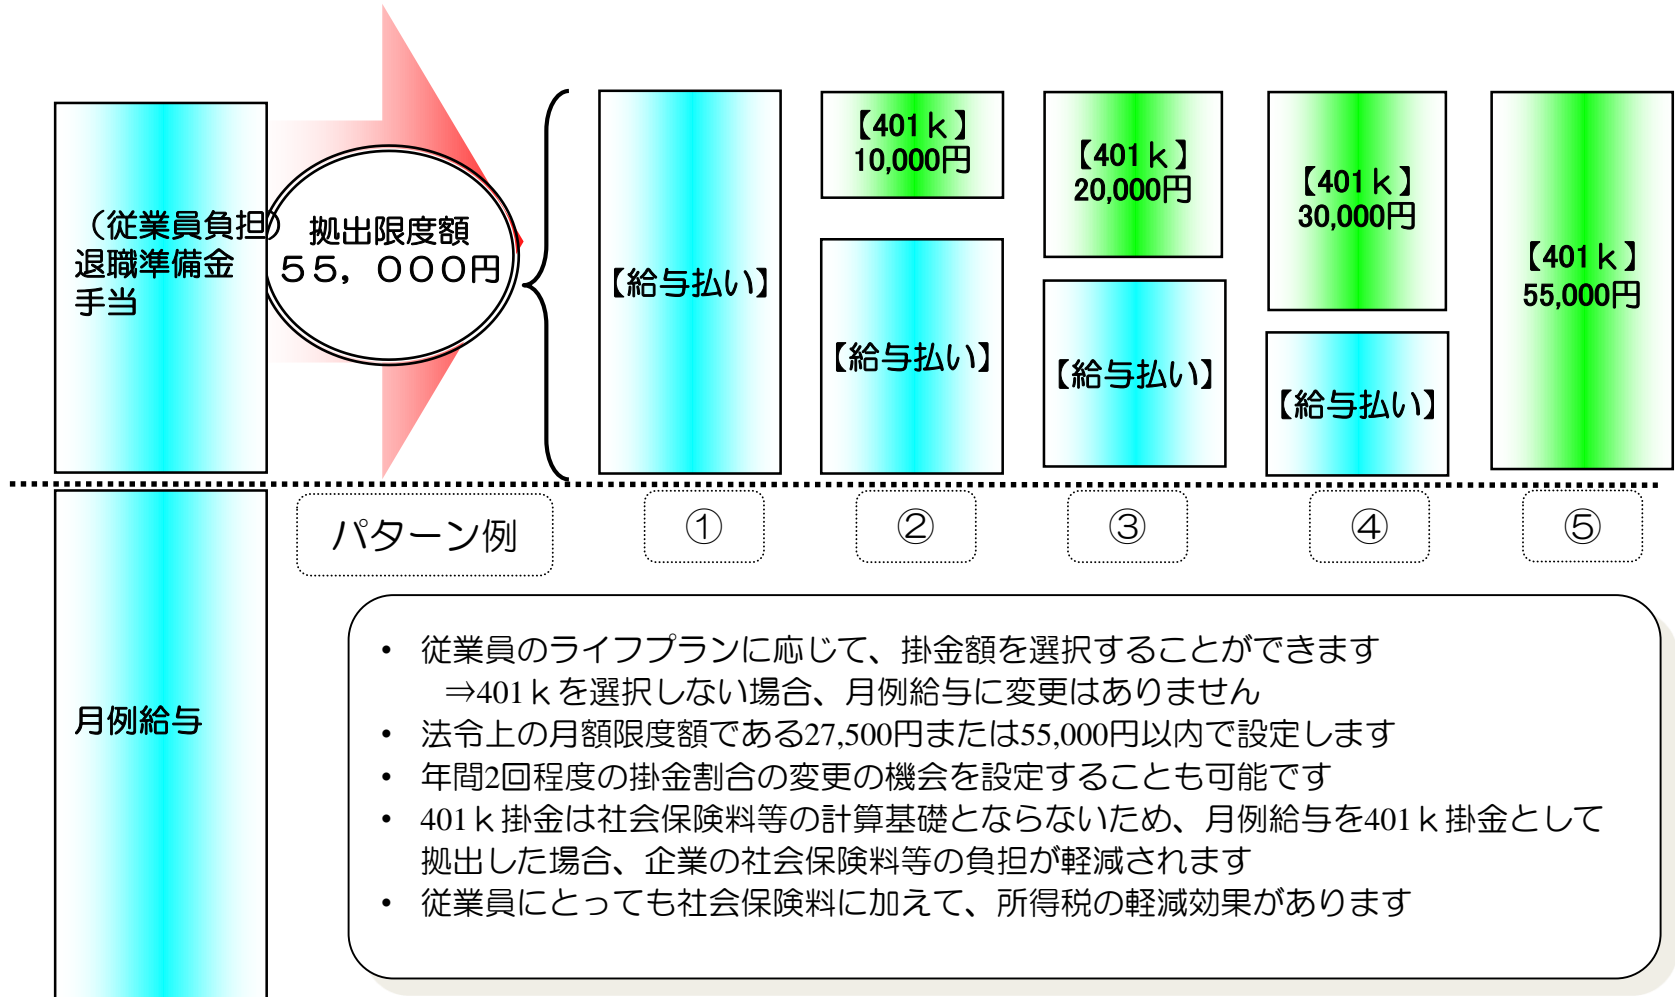 （従業員負担）
退職準備金
手当
拠出限度額
５５，０００円
【給与払い】
【401ｋ】
10,000円
【給与払い】
【401ｋ】
20,000円
【給与払い】
【401ｋ】
30,000円
【給与払い】
【401ｋ】
55,000円
パターン例
①
②
③
④
⑤
月例給与
・ 従業員のライフプランに応じて、掛金額を選択することができます
⇒401ｋを選択しない場合、月例給与に変更はありません
・ 法令上の月額限度額である27,500円または55,000円以内で設定します
・ 年間2回程度の掛金割合の変更の機会を設定することも可能です
・ 401ｋ掛金は社会保険料等の計算基礎とならないため、月例給与を401ｋ掛金として
拠出した場合、企業の社会保険料等の負担が軽減されます
・ 従業員にとっても社会保険料に加えて、所得税の軽減効果があります